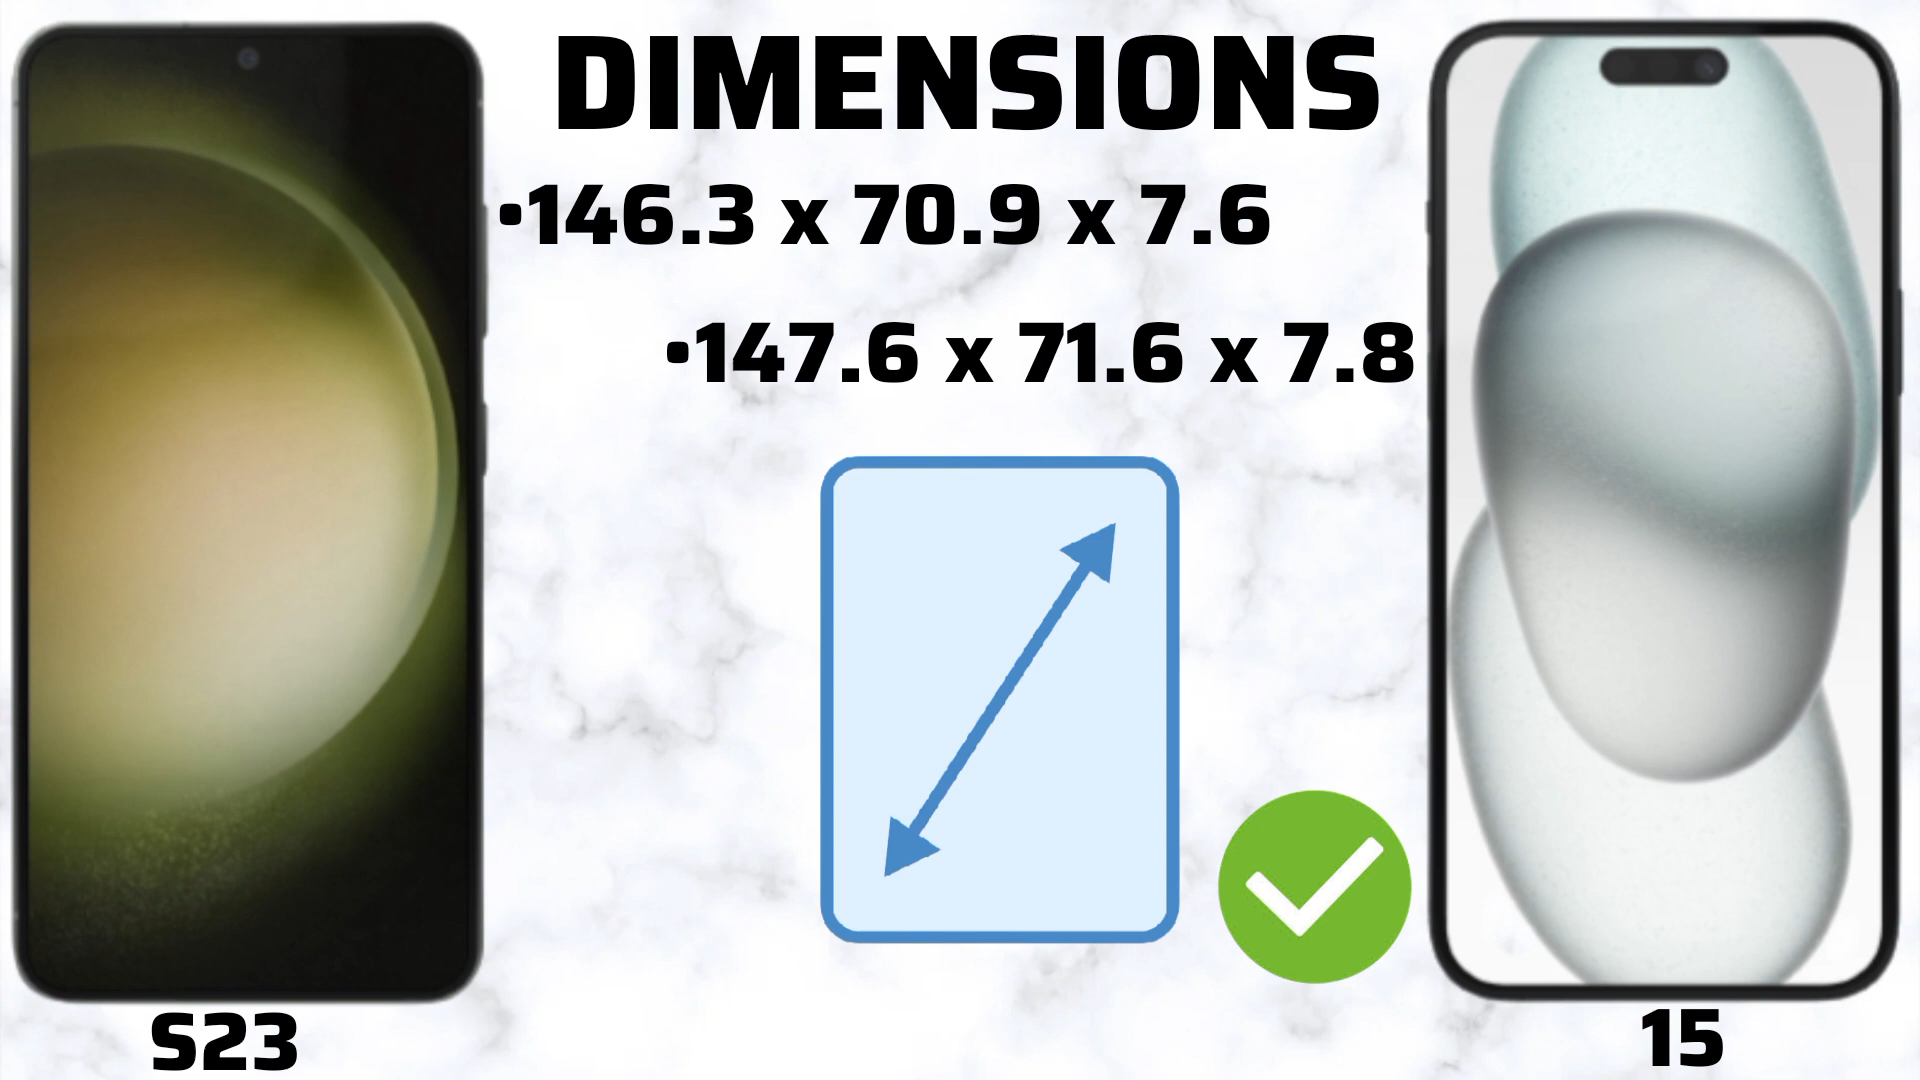 DIMENSIONS
•146.3 x 70.9 x 7.6
•147.6 x 71.6 x 7.8
S23
15